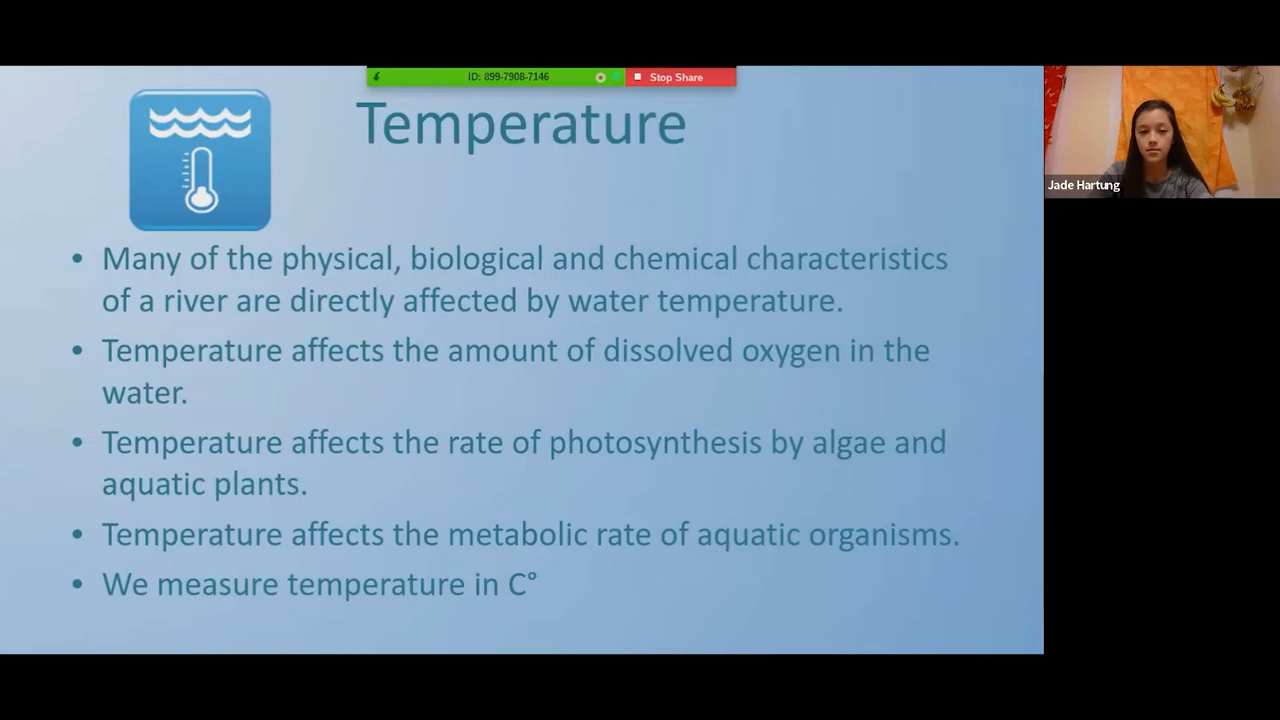 ID: 899-7908-7146
Stop Share
Temperature
Jade Hartung
• Many of the physical, biological and chemical characteristics
of a river are directly affected by water temperature.
• Temperature affects the amount of dissolved oxygen in the
water.
• Temperature affects the rate of photosynthesis by algae and
aquatic plants.
• Temperature affects the metabolic rate of aquatic organisms.
• We measure temperature in C°